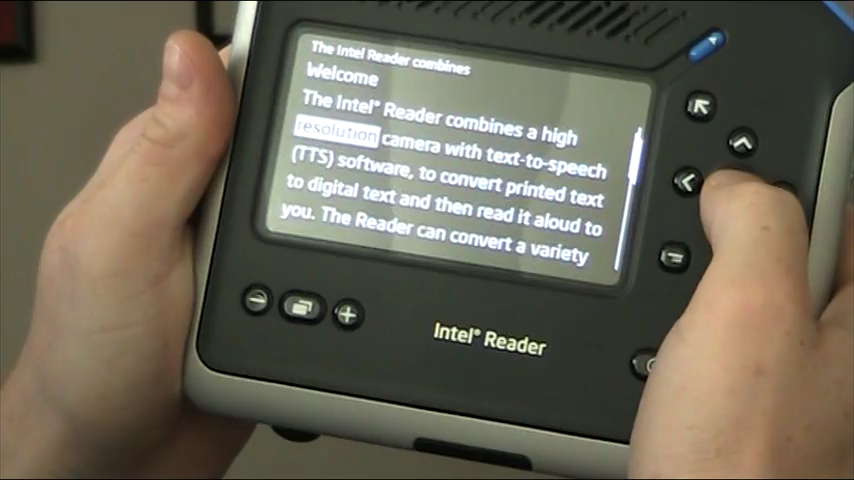 The Intel Reader combines
Welcome
The Intel® Reader combines a high
resolution camera with text-to-speech
(TTS) software, to convert printed text
to digital text and then read it aloud to
you. The Reader can convert a variety
Intel® Reader